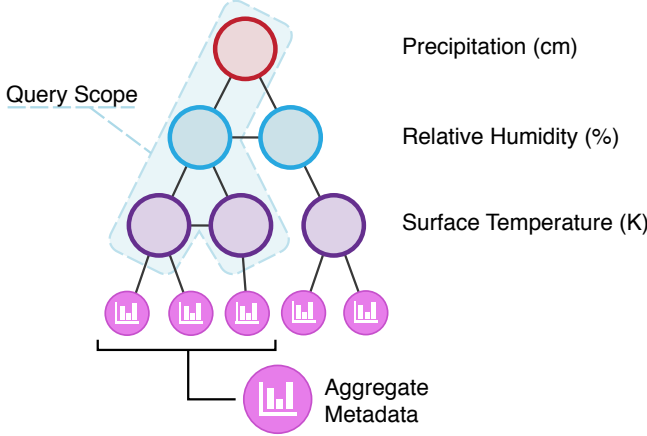 Precipitation (cm)
Query Scope
Relative Humidity (%)
Surface Temperature (K)
Aggregate
Metadata